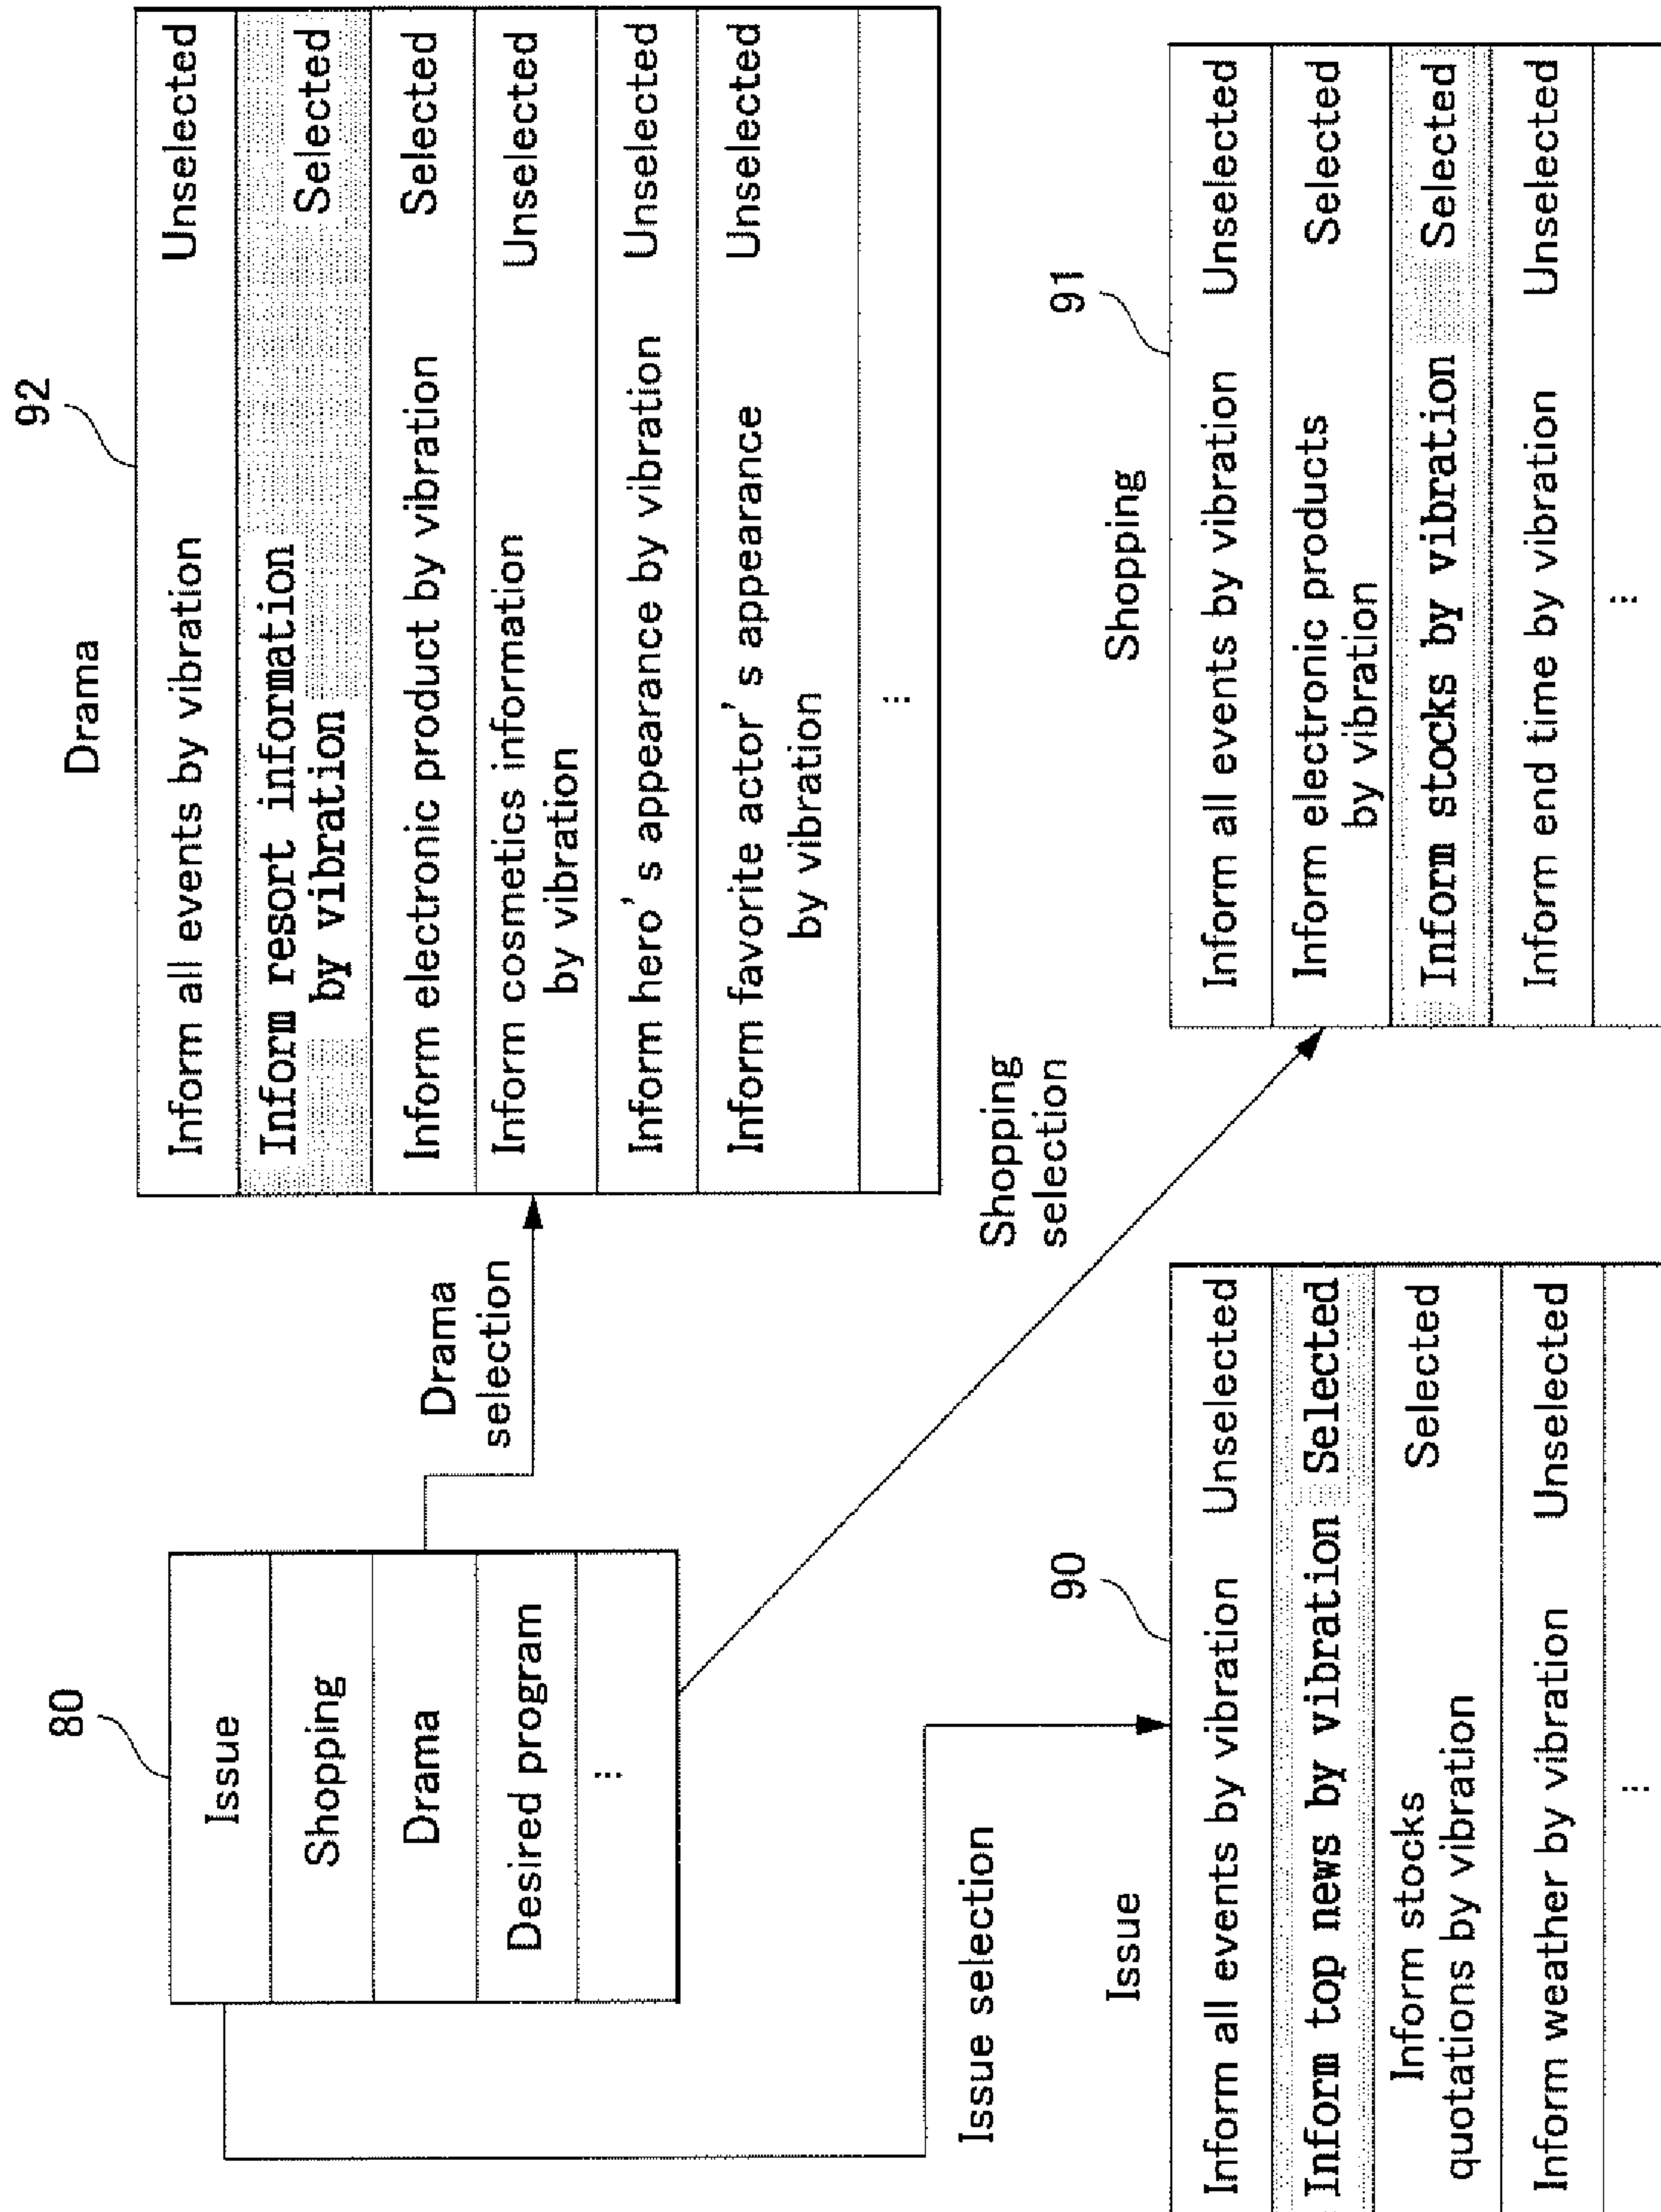 80
Issue
Shopping
Drama
Desired program
...
Drama
selection
Issue selection
Shopping
selection
Drama
92
Inform all events by vibration Unselected
Inform resort information
by vibration Selected
Inform electronic product by vibration Selected
Inform cosmetics information
by vibration Unselected
Inform hero's appearance by vibration Unselected
Inform favorite actor's appearance Unselected
by vibration
...
Issue
90
Inform all events by vibration Unselected
Inform top news by vibration Selected
Inform stocks Selected
quotations by vibration
Inform weather by vibration Unselected
...
Shopping
91
Inform all events by vibration Unselected
Inform electronic products Selected
by vibration
Inform stocks by vibration Selected
Inform end time by vibration Unselected
...